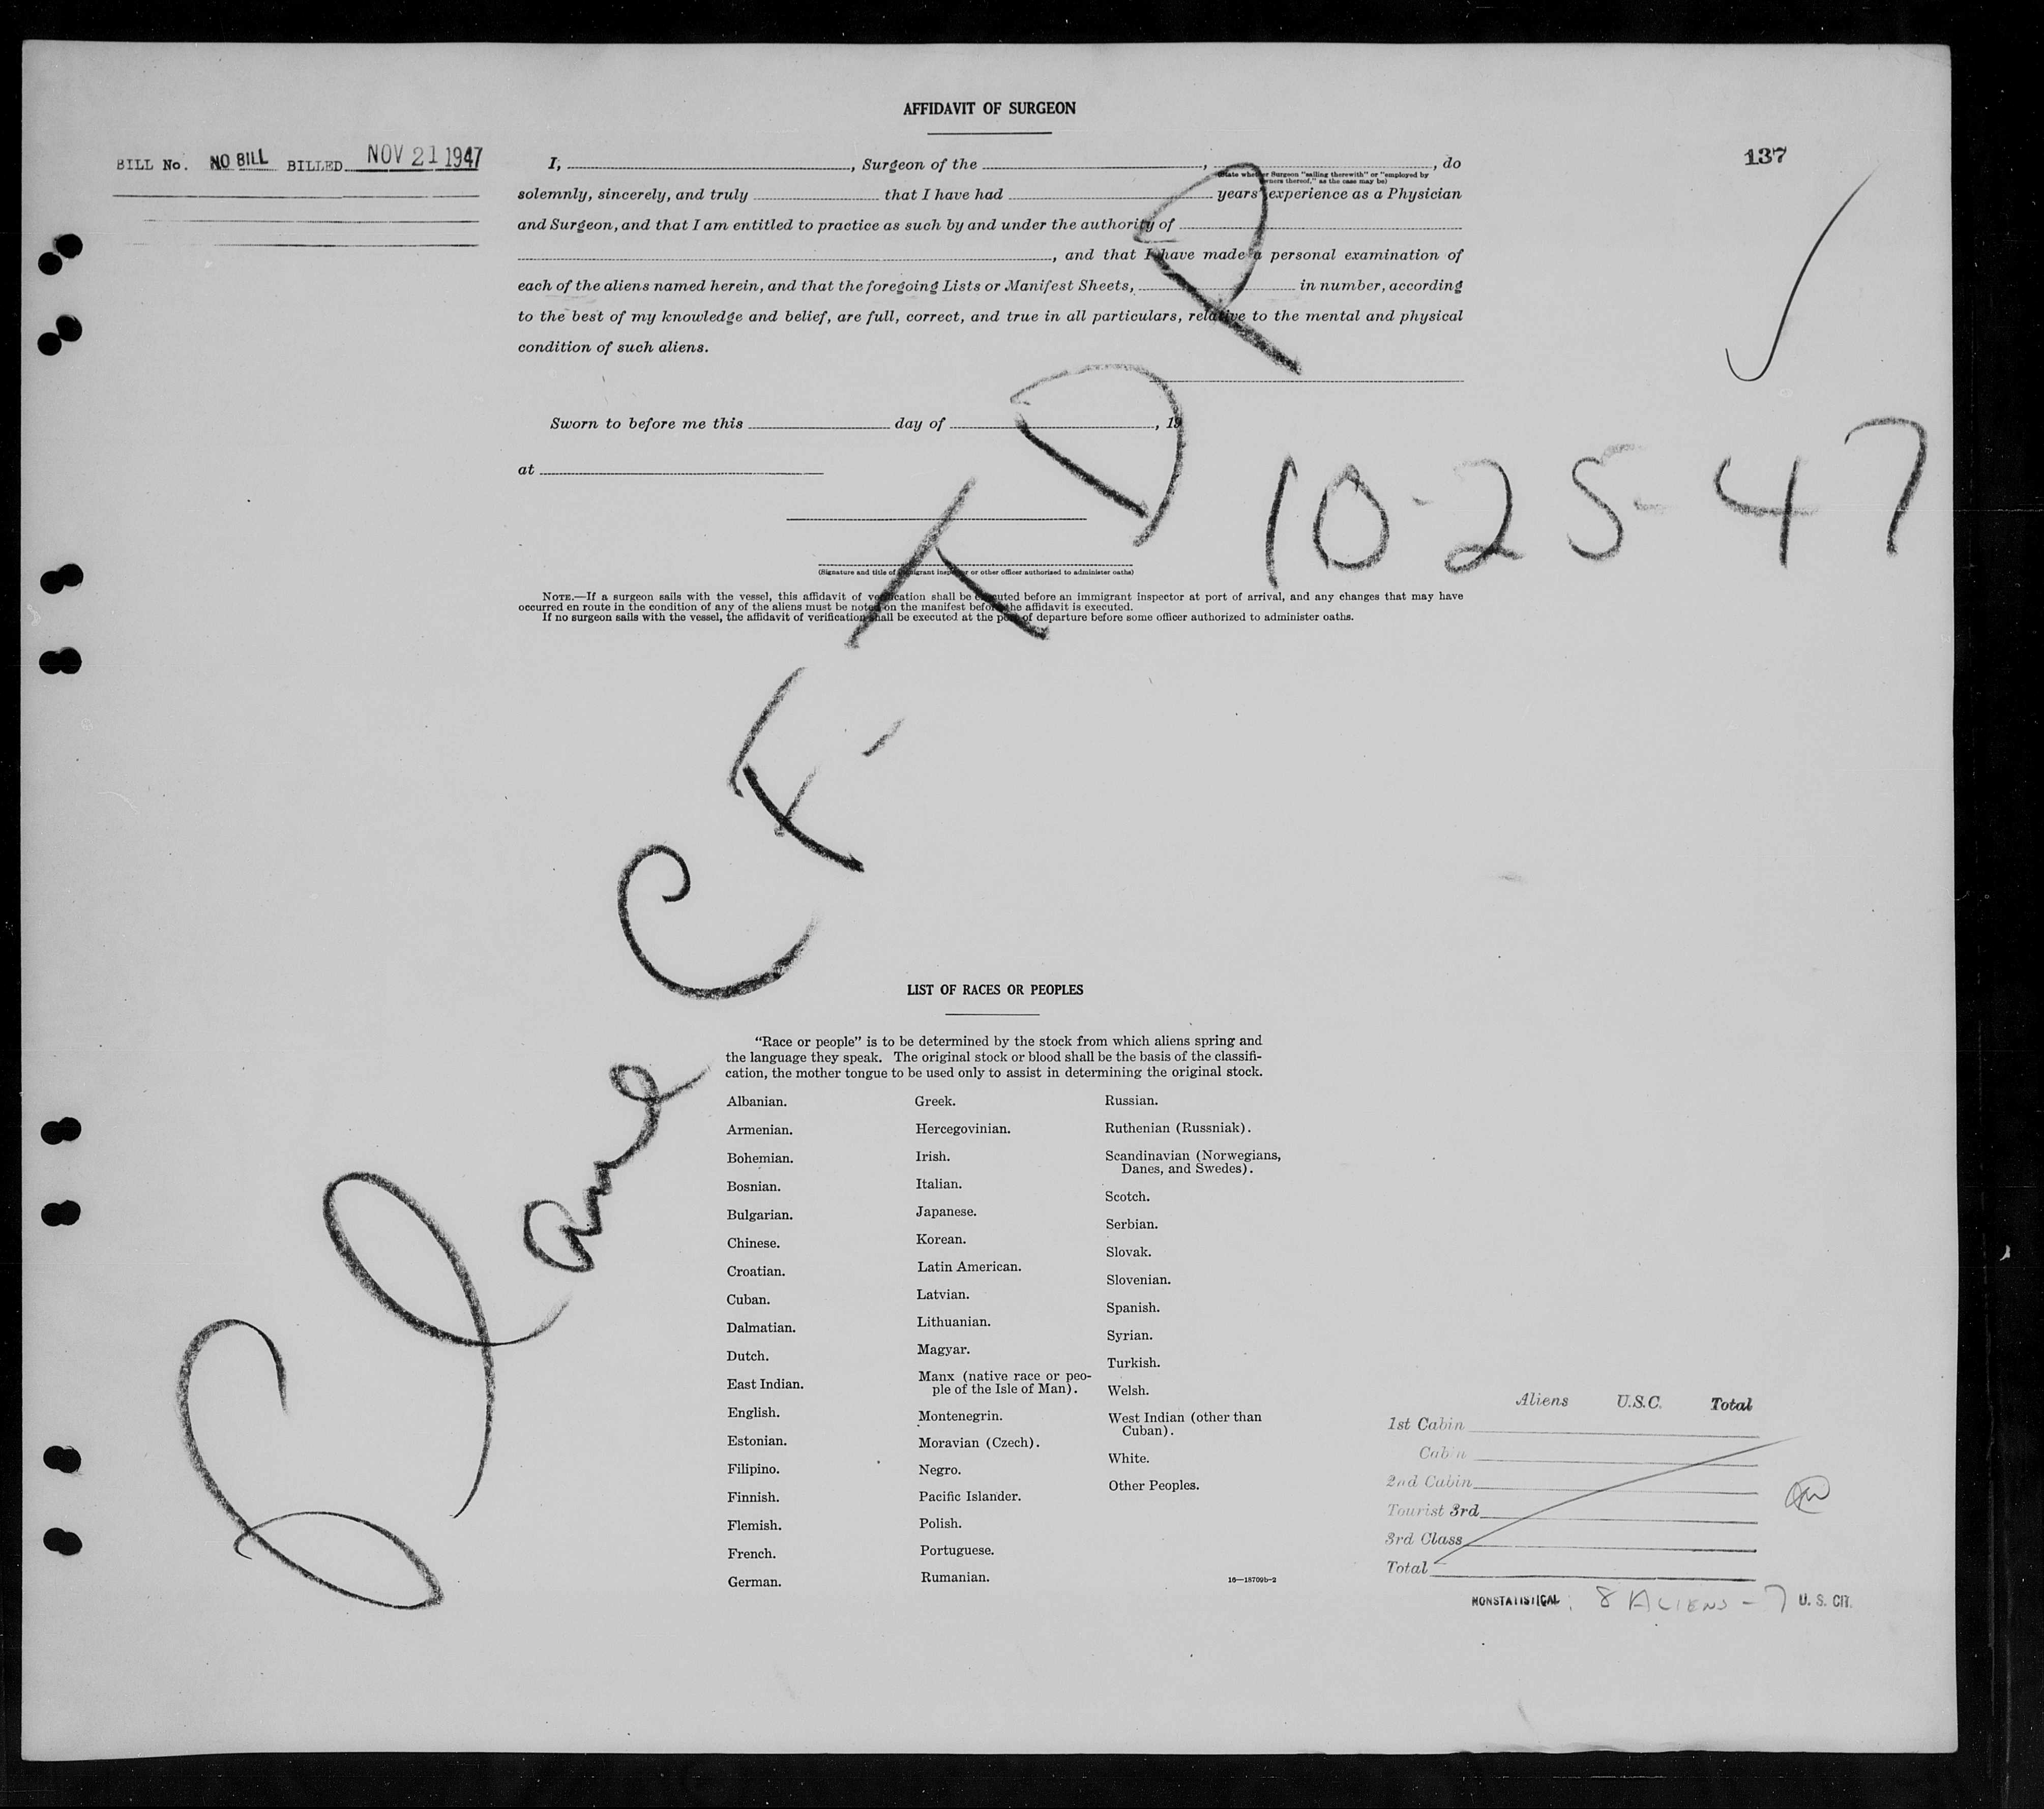 AFFIDAVIT OF SURGEON
BILL No. NO BILL BILLED NOV 21 1947
137
I, , Surgeon of the , , do
(State whether Surgeon "sailing therewith" or "employed by
owners thereof," as the case may be)
solemnly, sincerely, and truly that I have had years' experience as a Physician
and Surgeon, and that I am entitled to practice as such by and under the authority of
, and that I have made a personal examination of
each of the aliens named herein, and that the foregoing Lists or Manifest Sheets, in number, according
to the best of my knowledge and belief, are full, correct, and true in all particulars, relative to the mental and physical
condition of such aliens.
Sworn to before me this day of , 19
at
10-25-47
(Signature and title of immigrant inspector or other officer authorized to administer oaths)
NOTE.—If a surgeon sails with the vessel, this affidavit of verification shall be executed before an immigrant inspector at port of arrival, and any changes that may have
occurred en route in the condition of any of the aliens must be noted on the manifest before the affidavit is executed.
If no surgeon sails with the vessel, the affidavit of verification shall be executed at the port of departure before some officer authorized to administer oaths.
Plane CF-TDP
LIST OF RACES OR PEOPLES
"Race or people" is to be determined by the stock from which aliens spring and
the language they speak. The original stock or blood shall be the basis of the classifi-
cation, the mother tongue to be used only to assist in determining the original stock.
Albanian.
Armenian.
Bohemian.
Bosnian.
Bulgarian.
Chinese.
Croatian.
Cuban.
Dalmatian.
Dutch.
East Indian.
English.
Estonian.
Filipino.
Finnish.
Flemish.
French.
German.
Greek.
Hercegovinian.
Irish.
Italian.
Japanese.
Korean.
Latin American.
Latvian.
Lithuanian.
Magyar.
Manx (native race or peo-
ple of the Isle of Man).
Montenegrin.
Moravian (Czech).
Negro.
Pacific Islander.
Polish.
Portuguese.
Rumanian.
Russian.
Ruthenian (Russniak).
Scandinavian (Norwegians,
Danes, and Swedes).
Scotch.
Serbian.
Slovak.
Slovenian.
Spanish.
Syrian.
Turkish.
Welsh.
West Indian (other than
Cuban).
White.
Other Peoples.
16—18709b-2
Aliens U.S.C. Total
1st Cabin
Cabin
2nd Cabin
Tourist 3rd
3rd Class
Total
NONSTATISTICAL: 8 ALIENS - 7 U. S. CIT.